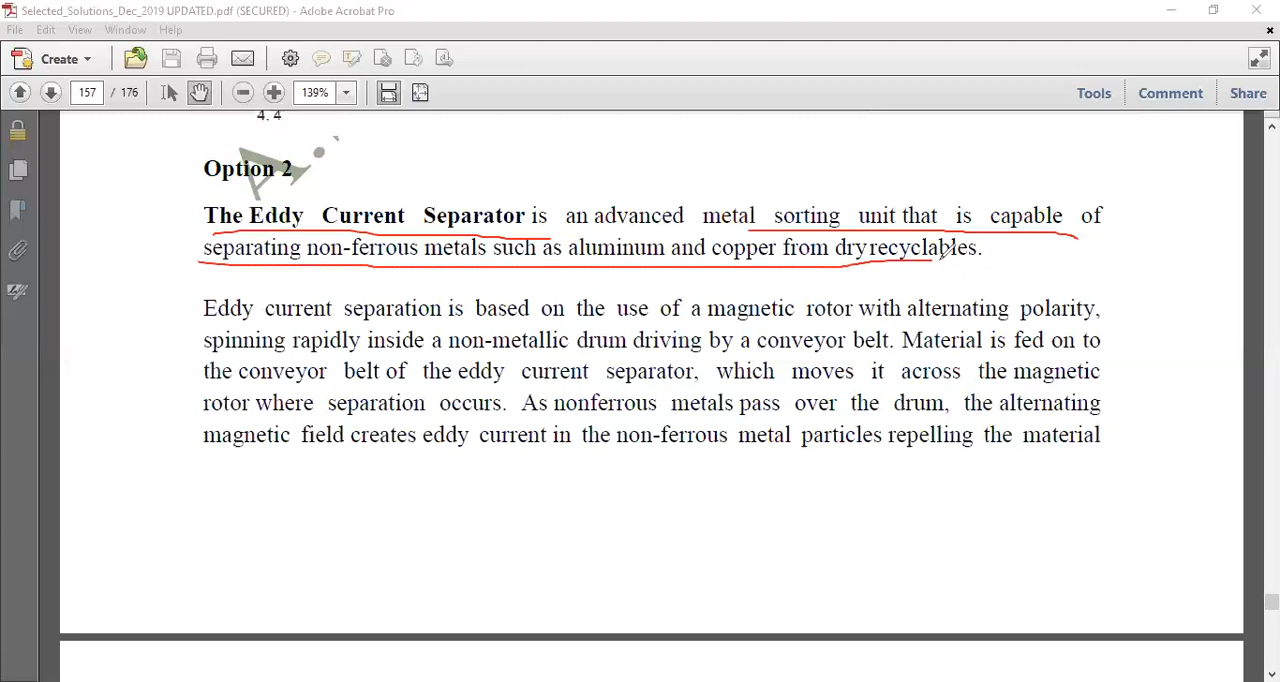 Selected_Solutions_Dec_2019 UPDATED.pdf (SECURED) - Adobe Acrobat Pro
File Edit View Window Help
Create
157 / 176 139% Tools Comment Share
4. 4
Option 2
The Eddy Current Separator is an advanced metal sorting unit that is capable of
separating non-ferrous metals such as aluminum and copper from dry recyclables.
Eddy current separation is based on the use of a magnetic rotor with alternating polarity,
spinning rapidly inside a non-metallic drum driving by a conveyor belt. Material is fed on to
the conveyor belt of the eddy current separator, which moves it across the magnetic
rotor where separation occurs. As nonferrous metals pass over the drum, the alternating
magnetic field creates eddy current in the non-ferrous metal particles repelling the material